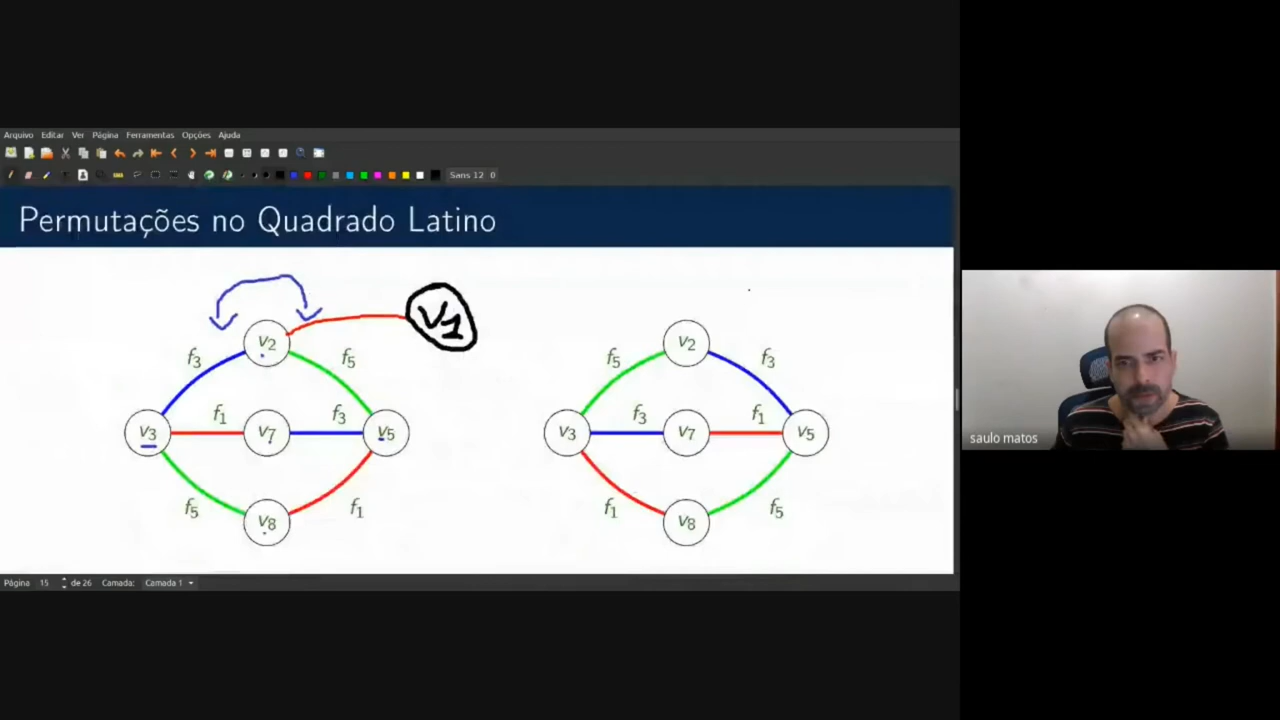 Arquivo Editar Ver Página Ferramentas Opções Ajuda
Sans 12 0
Permutações no Quadrado Latino
v1
v2
f3 f5
f1 f3
v3 v7 v5
f5 f1
v8
v2
f5 f3
f3 f1
v3 v7 v5
f1 f5
v8
saulo matos
Página 15 de 26 Camada: Camada 1